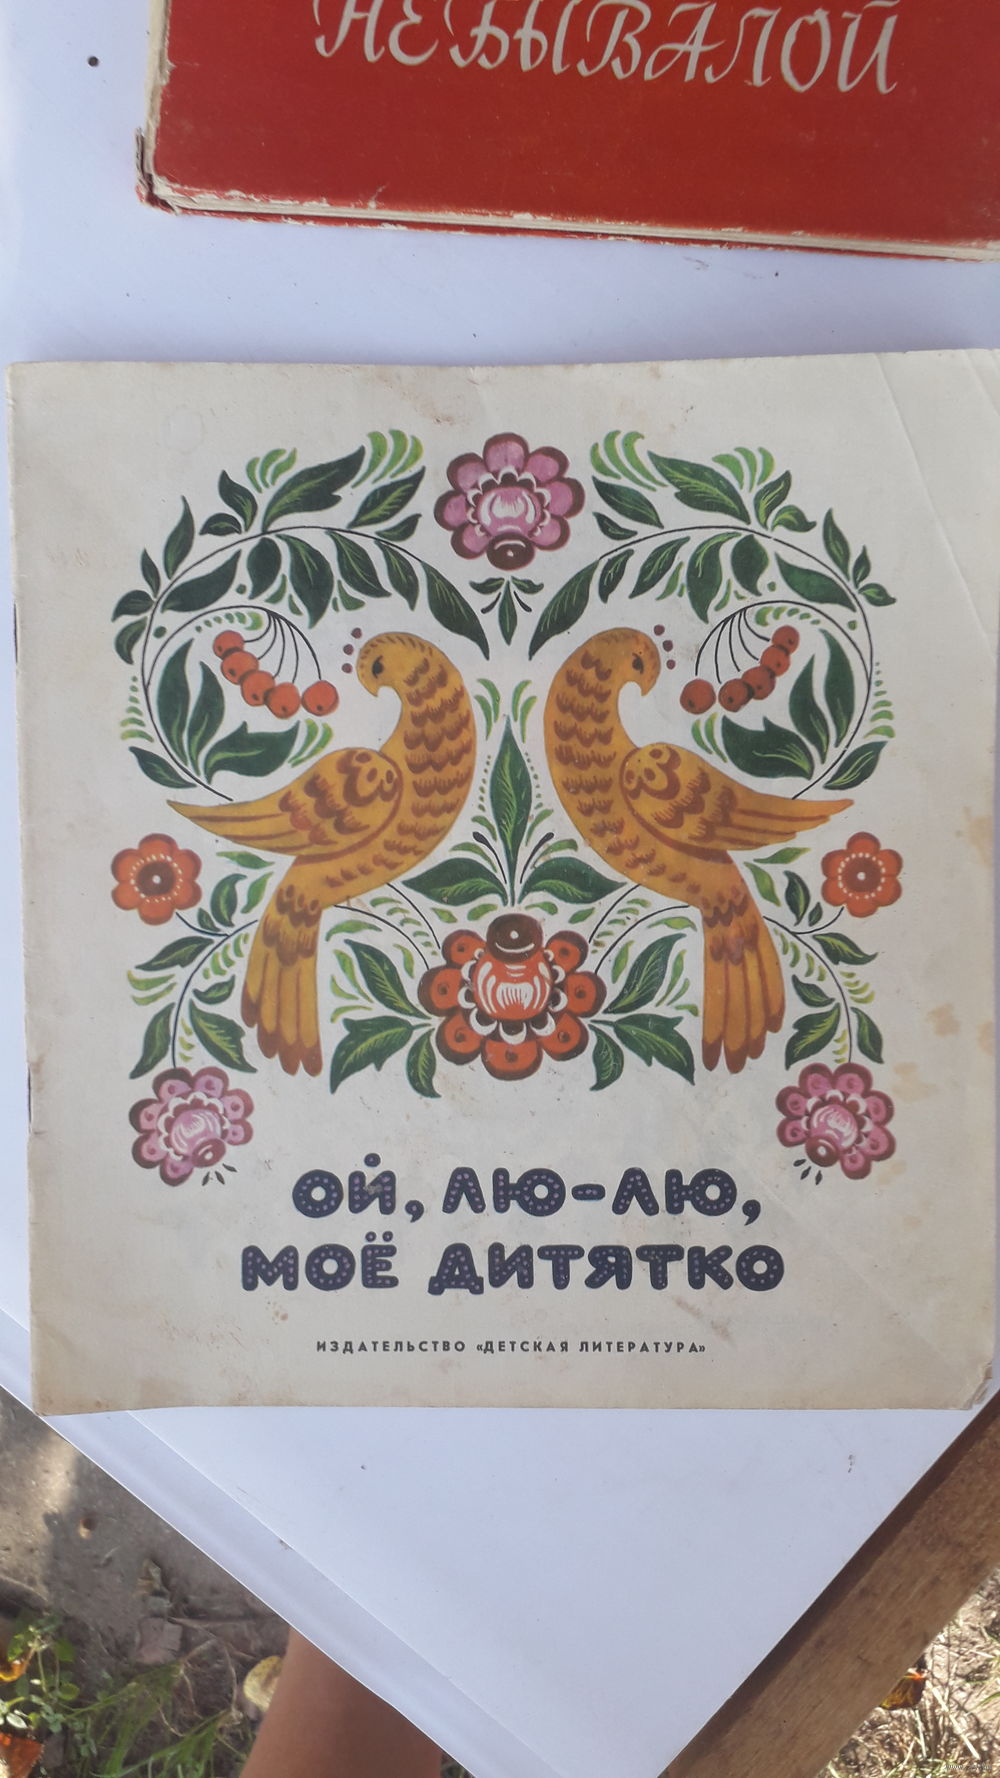 НЕБЫВАЛОЙ
ОЙ, ЛЮ-ЛЮ,
МОЁ ДИТЯТКО
ИЗДАТЕЛЬСТВО «ДЕТСКАЯ ЛИТЕРАТУРА»